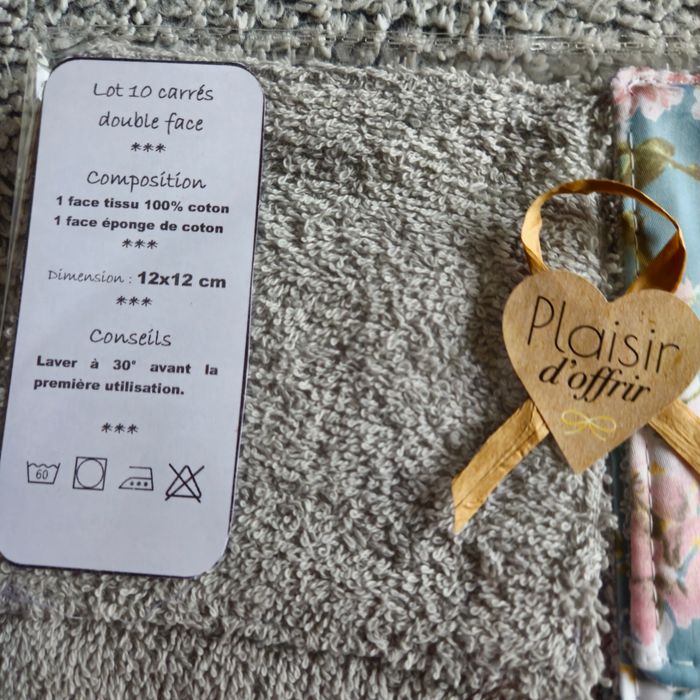 Lot 10 carrés
double face
***
Composition
1 face tissu 100% coton
1 face éponge de coton
***
Dimension : 12x12 cm
***
Conseils
Laver à 30° avant la
première utilisation.
***
60
Plaisir
d'offrir